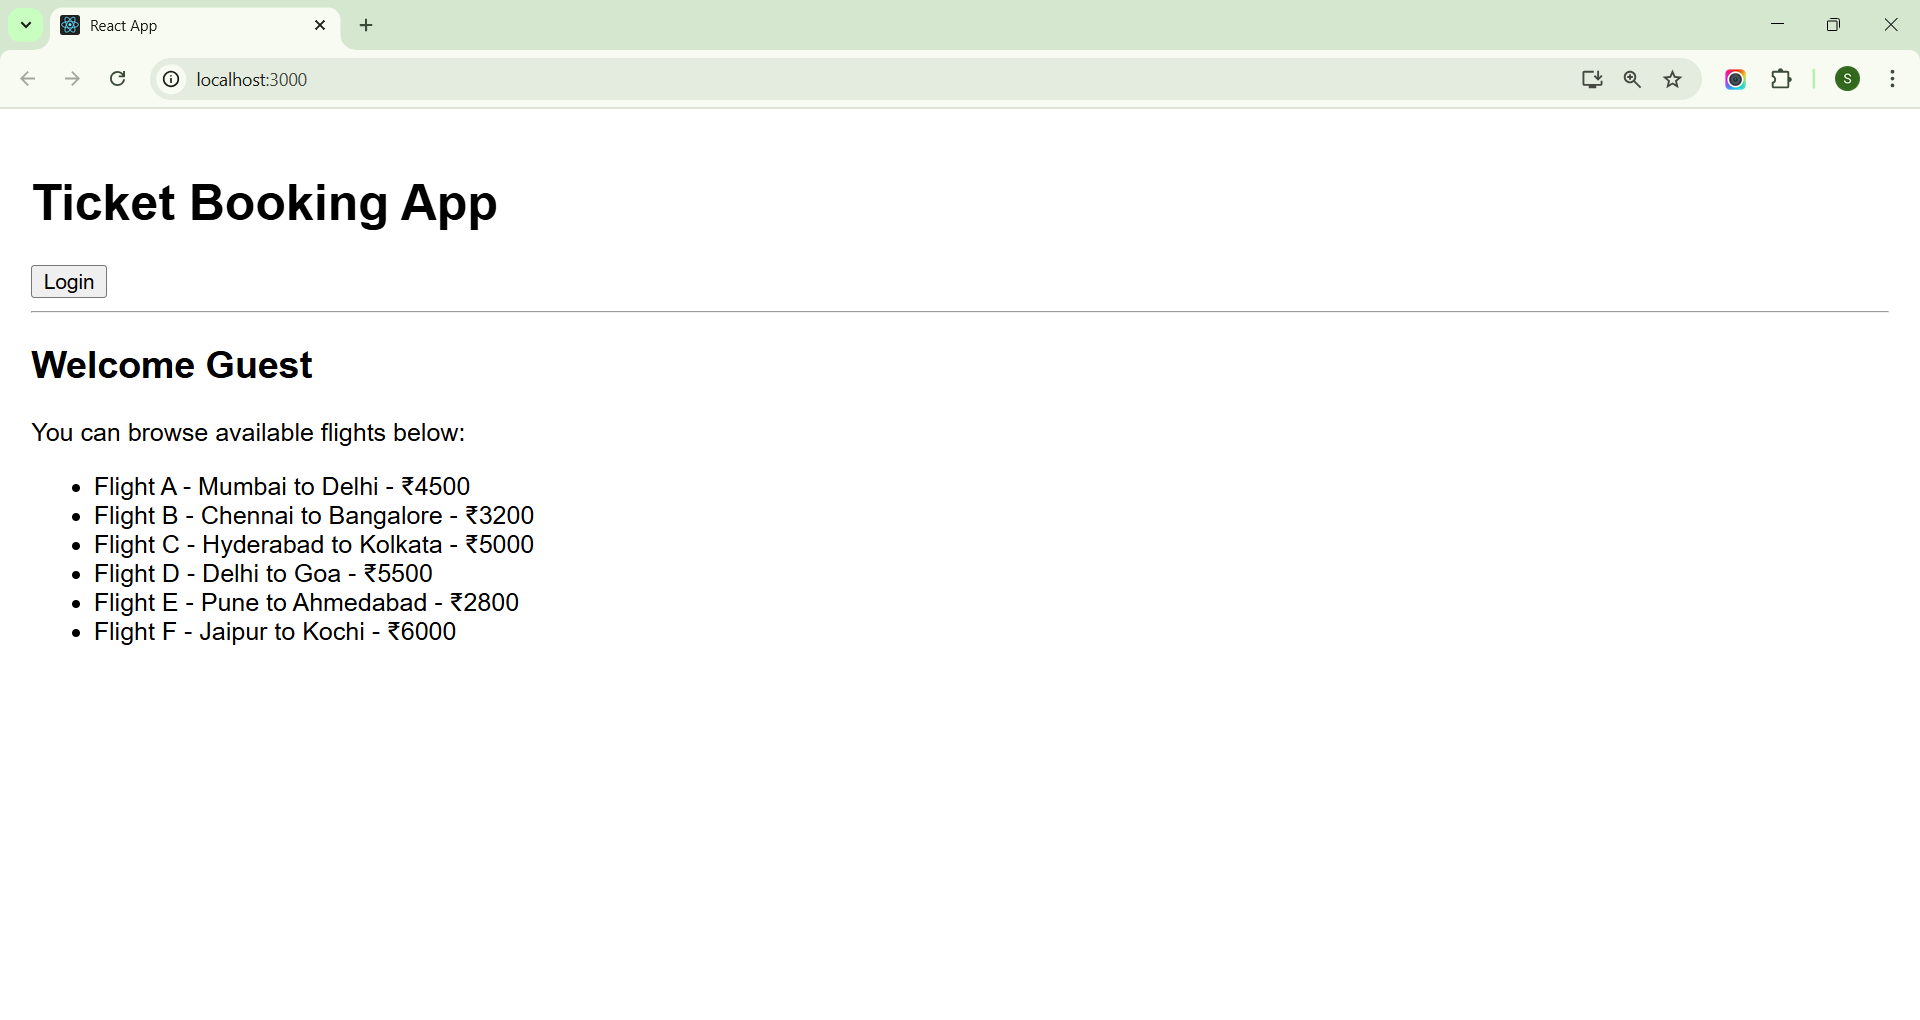 React App
localhost:3000
S
Ticket Booking App
Login
Welcome Guest
You can browse available flights below:
Flight A - Mumbai to Delhi - ₹4500
Flight B - Chennai to Bangalore - ₹3200
Flight C - Hyderabad to Kolkata - ₹5000
Flight D - Delhi to Goa - ₹5500
Flight E - Pune to Ahmedabad - ₹2800
Flight F - Jaipur to Kochi - ₹6000